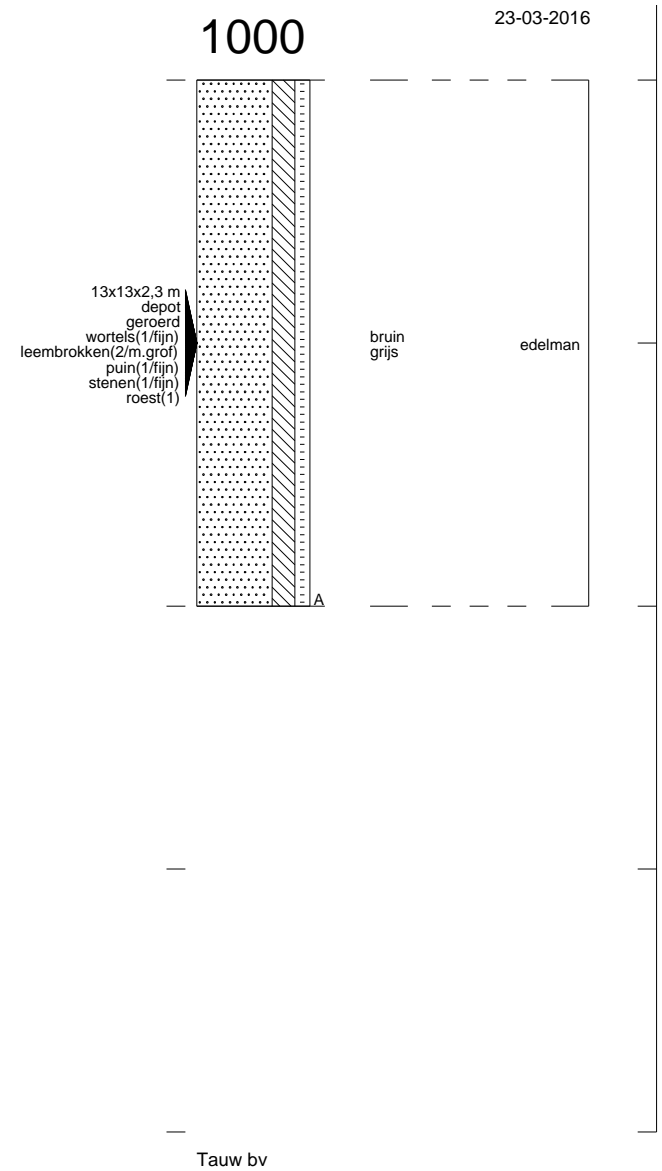 1000
23-03-2016
13x13x2,3 m
depot
geroerd
wortels(1/fijn)
leembrokken(2/m.grof)
puin(1/fijn)
stenen(1/fijn)
roest(1)
bruin
grijs
edelman
A
Tauw bv